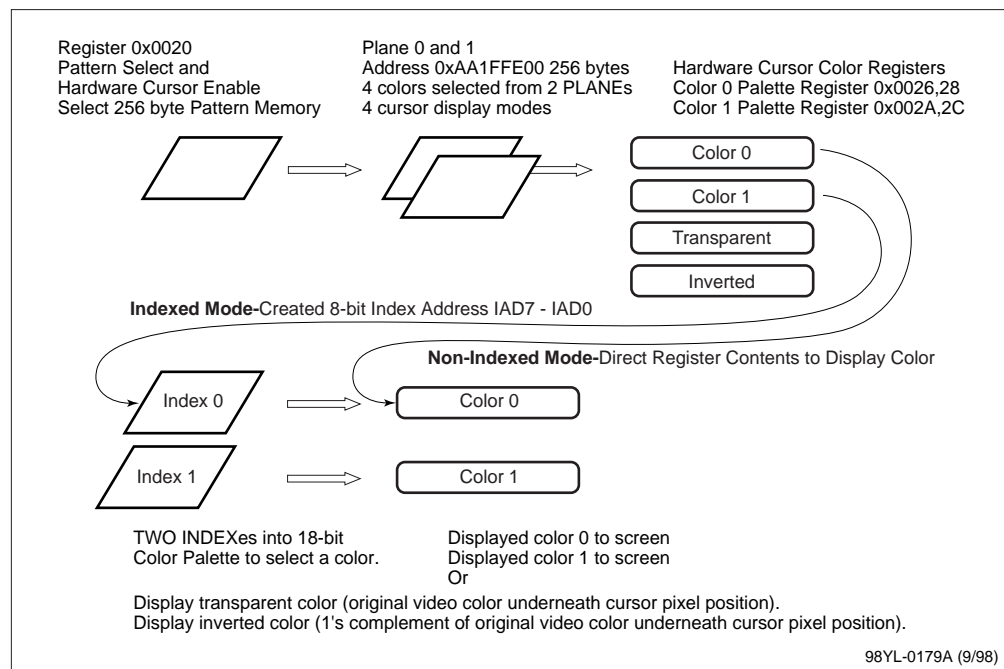 Register 0x0020
Pattern Select and
Hardware Cursor Enable
Select 256 byte Pattern Memory
Plane 0 and 1
Address 0xAA1FFE00 256 bytes
4 colors selected from 2 PLANEs
4 cursor display modes
Hardware Cursor Color Registers
Color 0 Palette Register 0x0026,28
Color 1 Palette Register 0x002A,2C
Color 0
Color 1
Transparent
Inverted
Indexed Mode-Created 8-bit Index Address IAD7 - IAD0
Non-Indexed Mode-Direct Register Contents to Display Color
Index 0
Color 0
Index 1
Color 1
TWO INDEXes into 18-bit
Color Palette to select a color.
Displayed color 0 to screen
Displayed color 1 to screen
Or
Display transparent color (original video color underneath cursor pixel position).
Display inverted color (1's complement of original video color underneath cursor pixel position).
98YL-0179A (9/98)